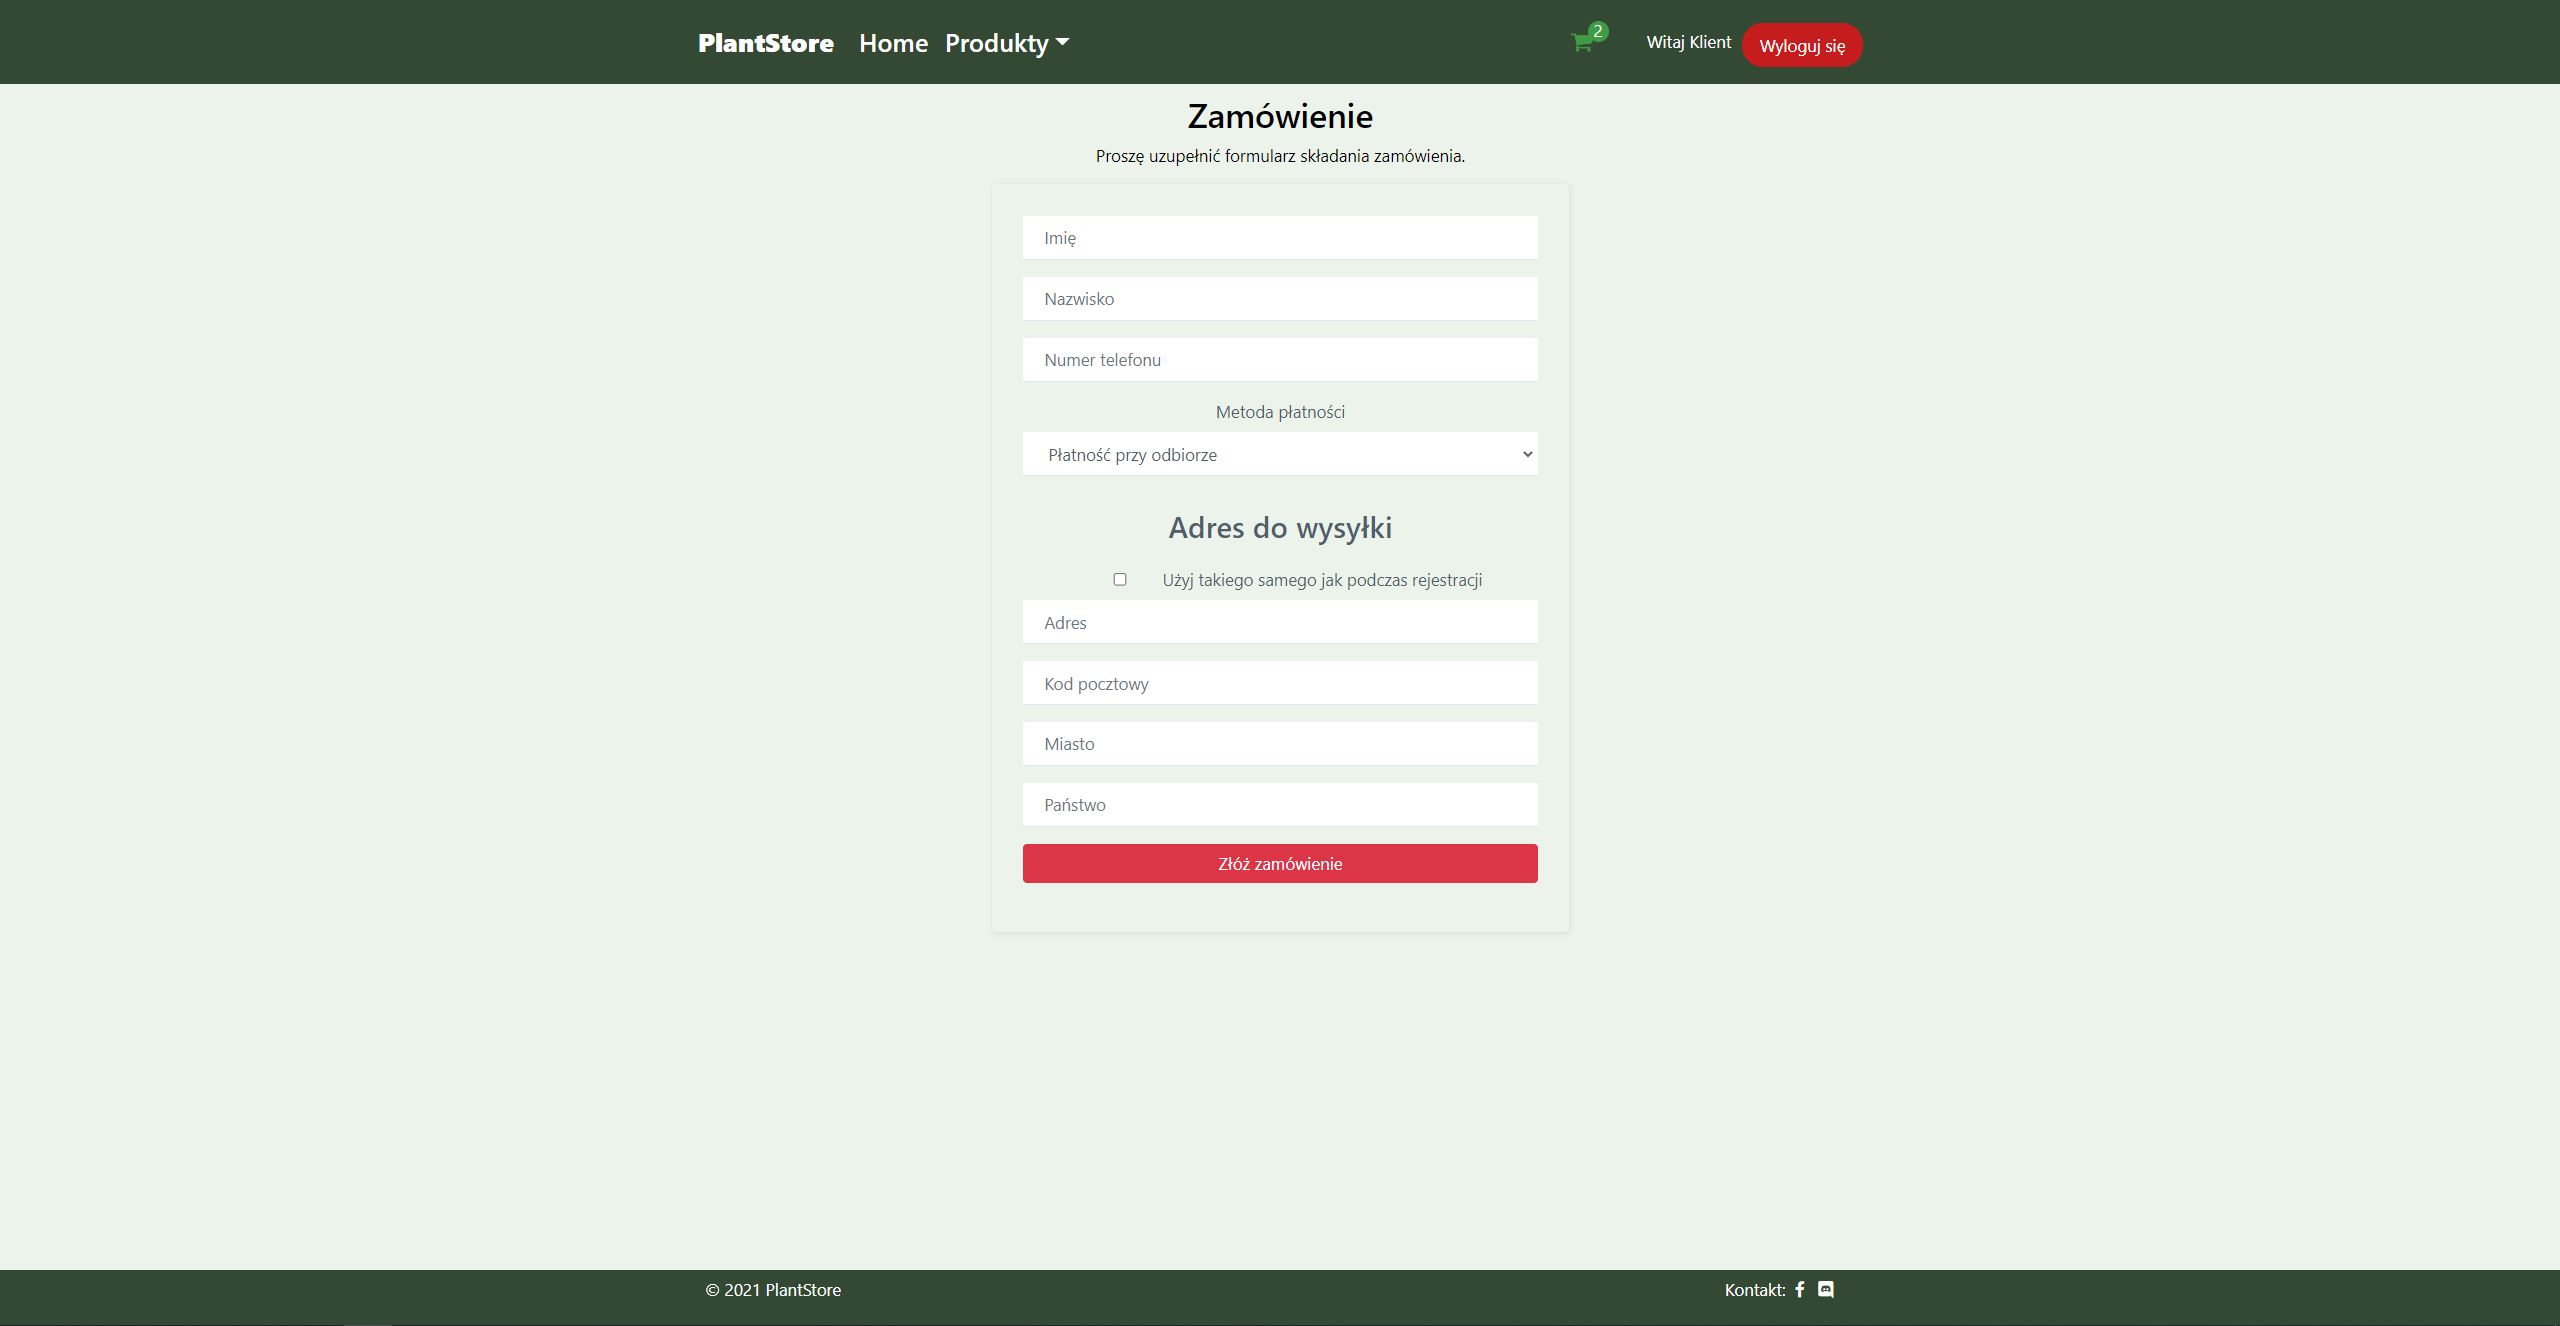 PlantStore Home Produkty 2 Witaj Klient Wyloguj się
Zamówienie
Proszę uzupełnić formularz składania zamówienia.
Imię
Nazwisko
Numer telefonu
Metoda płatności
Płatność przy odbiorze
Adres do wysyłki
Użyj takiego samego jak podczas rejestracji
Adres
Kod pocztowy
Miasto
Państwo
Złóż zamówienie
© 2021 PlantStore Kontakt: